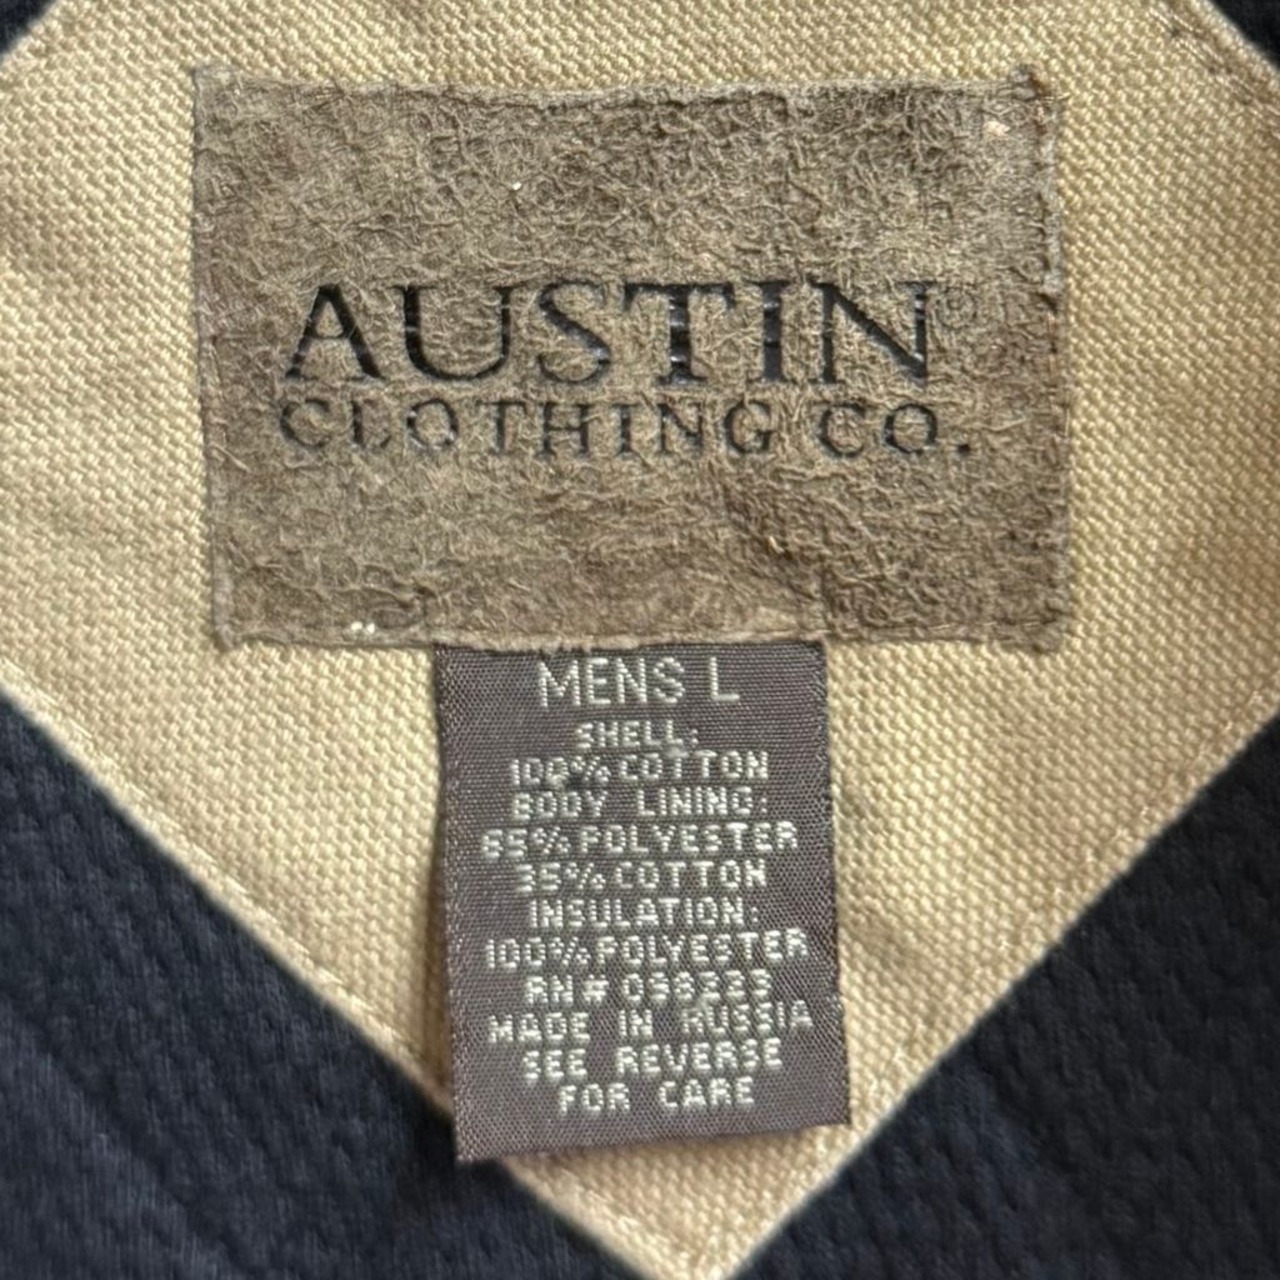 AUSTIN
CLOTHING CO.
MENS L
SHELL:
100% COTTON
BODY LINING:
65% POLYESTER
35% COTTON
INSULATION:
100% POLYESTER
RN#
MADE IN RUSSIA
SEE REVERSE
FOR CARE